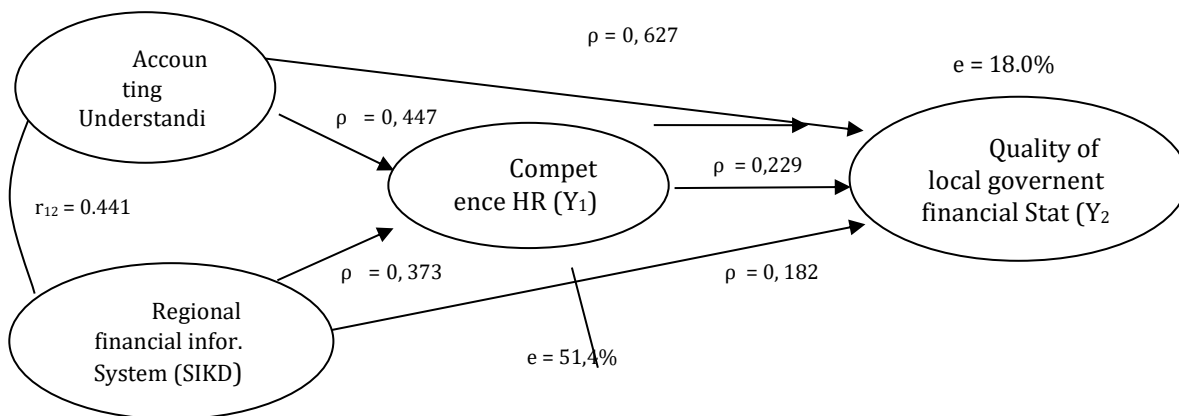 ρ = 0, 627
e = 18.0%
Accoun
ting
Understandi
ρ = 0, 447
Compet
ence HR (Y₁)
ρ = 0,229
Quality of
local governent
financial Stat (Y₂
r₁₂ = 0.441
ρ = 0, 373
ρ = 0, 182
Regional
financial infor.
System (SIKD)
e = 51,4%